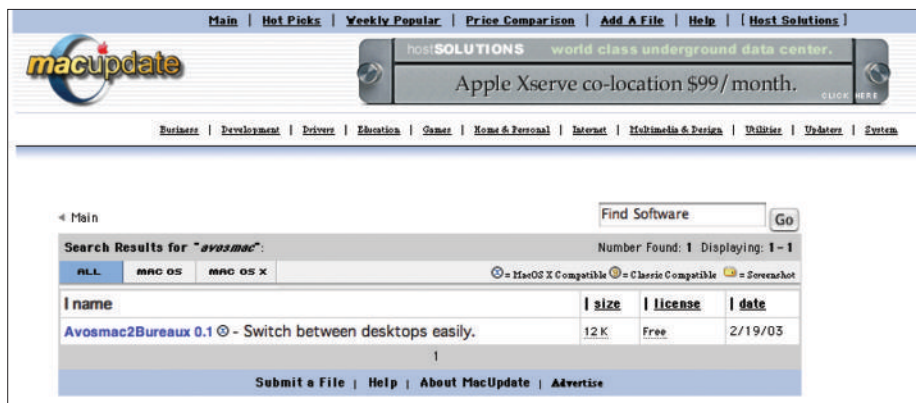 Main | Hot Picks | Weekly Popular | Price Comparison | Add A File | Help | [ Host Solutions ]
macupdate
hostSOLUTIONS world class underground data center.
Apple Xserve co-location $99/month.
CLICK HERE
Business | Development | Drivers | Education | Games | Home & Personal | Internet | Multimedia & Design | Utilities | Updaters | System
Main
Find Software Go
Search Results for "avosmac": Number Found: 1 Displaying: 1-1
ALL MAC OS MAC OS X = MacOS X Compatible = Classic Compatible = Screenshot
| name | size | license | date
Avosmac2Bureaux 0.1 - Switch between desktops easily. 12 K Free 2/19/03
1
Submit a File | Help | About MacUpdate | Advertise